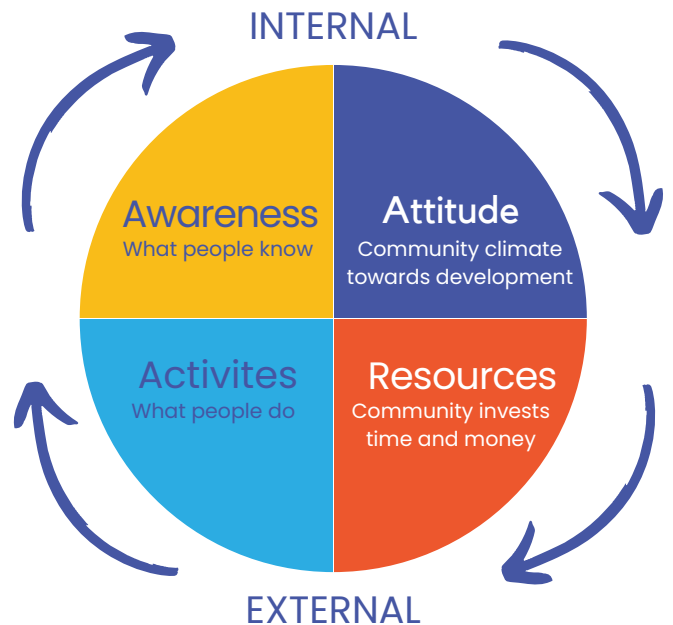 INTERNAL
Awareness
What people know
Attitude
Community climate
towards development
Activites
What people do
Resources
Community invests
time and money
EXTERNAL